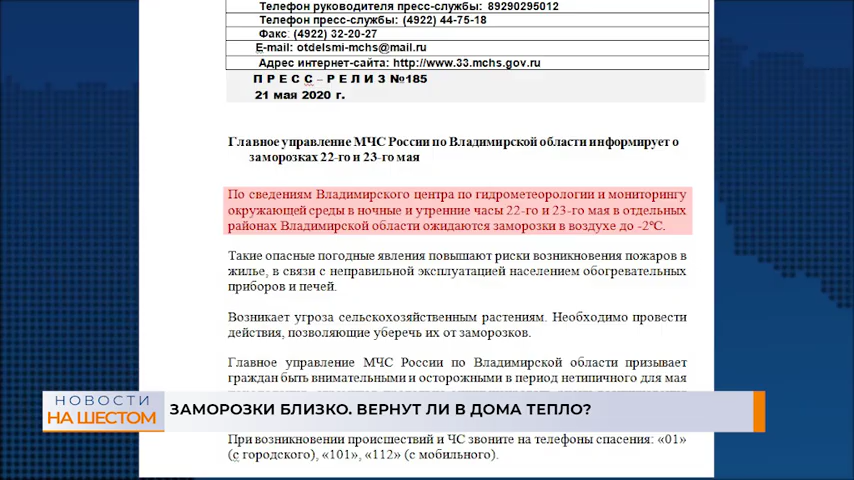 Телефон руководителя пресс-службы: 89290295012
Телефон пресс-службы: (4922) 44-75-18
Факс: (4922) 32-20-27
E-mail: otdelsmi-mchs@mail.ru
Адрес интернет-сайта: http://www.33.mchs.gov.ru
П Р Е С С – Р Е Л И З №185
21 мая 2020 г.
Главное управление МЧС России по Владимирской области информирует о
заморозках 22-го и 23-го мая
По сведениям Владимирского центра по гидрометеорологии и мониторингу
окружающей среды в ночные и утренние часы 22-го и 23-го мая в отдельных
районах Владимирской области ожидаются заморозки в воздухе до -2°С.
Такие опасные погодные явления повышают риски возникновения пожаров в
жилье, в связи с неправильной эксплуатацией населением обогревательных
приборов и печей.
Возникает угроза сельскохозяйственным растениям. Необходимо провести
действия, позволяющие уберечь их от заморозков.
Главное управление МЧС России по Владимирской области призывает
граждан быть внимательными и осторожными в период нетипичного для мая
НОВОСТИ
НА ШЕСТОМ
ЗАМОРОЗКИ БЛИЗКО. ВЕРНУТ ЛИ В ДОМА ТЕПЛО?
При возникновении происшествий и ЧС звоните на телефоны спасения: «01»
(с городского), «101», «112» (с мобильного).